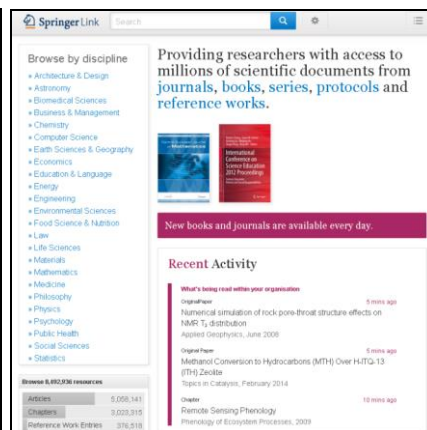 Springer Link
Search
Browse by discipline
» Architecture & Design
» Astronomy
» Biomedical Sciences
» Business & Management
» Chemistry
» Computer Science
» Earth Sciences & Geography
» Economics
» Education & Language
» Energy
» Engineering
» Environmental Sciences
» Food Science & Nutrition
» Law
» Life Sciences
» Materials
» Mathematics
» Medicine
» Philosophy
» Physics
» Psychology
» Public Health
» Social Sciences
» Statistics
Browse 8,492,936 resources
Articles 5,058,141
Chapters 3,023,315
Reference Work Entries 376,518
Providing researchers with access to
millions of scientific documents from
journals, books, series, protocols and
reference works.
Mathematics
International
Conference on
Science Education
2012 Proceedings
New books and journals are available every day.
Recent Activity
What's being read within your organisation
OriginalPaper 5 mins ago
Numerical simulation of rock pore-throat structure effects on
NMR T₂ distribution
Applied Geophysics, June 2008
Original Paper 5 mins ago
Methanol Conversion to Hydrocarbons (MTH) Over H-ITQ-13
(ITH) Zeolite
Topics in Catalysis, February 2014
Chapter 10 mins ago
Remote Sensing Phenology
Phenology of Ecosystem Processes, 2009